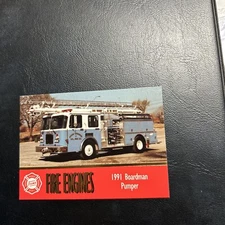 FIRE ENGINES
1991 Boardman
Pumper